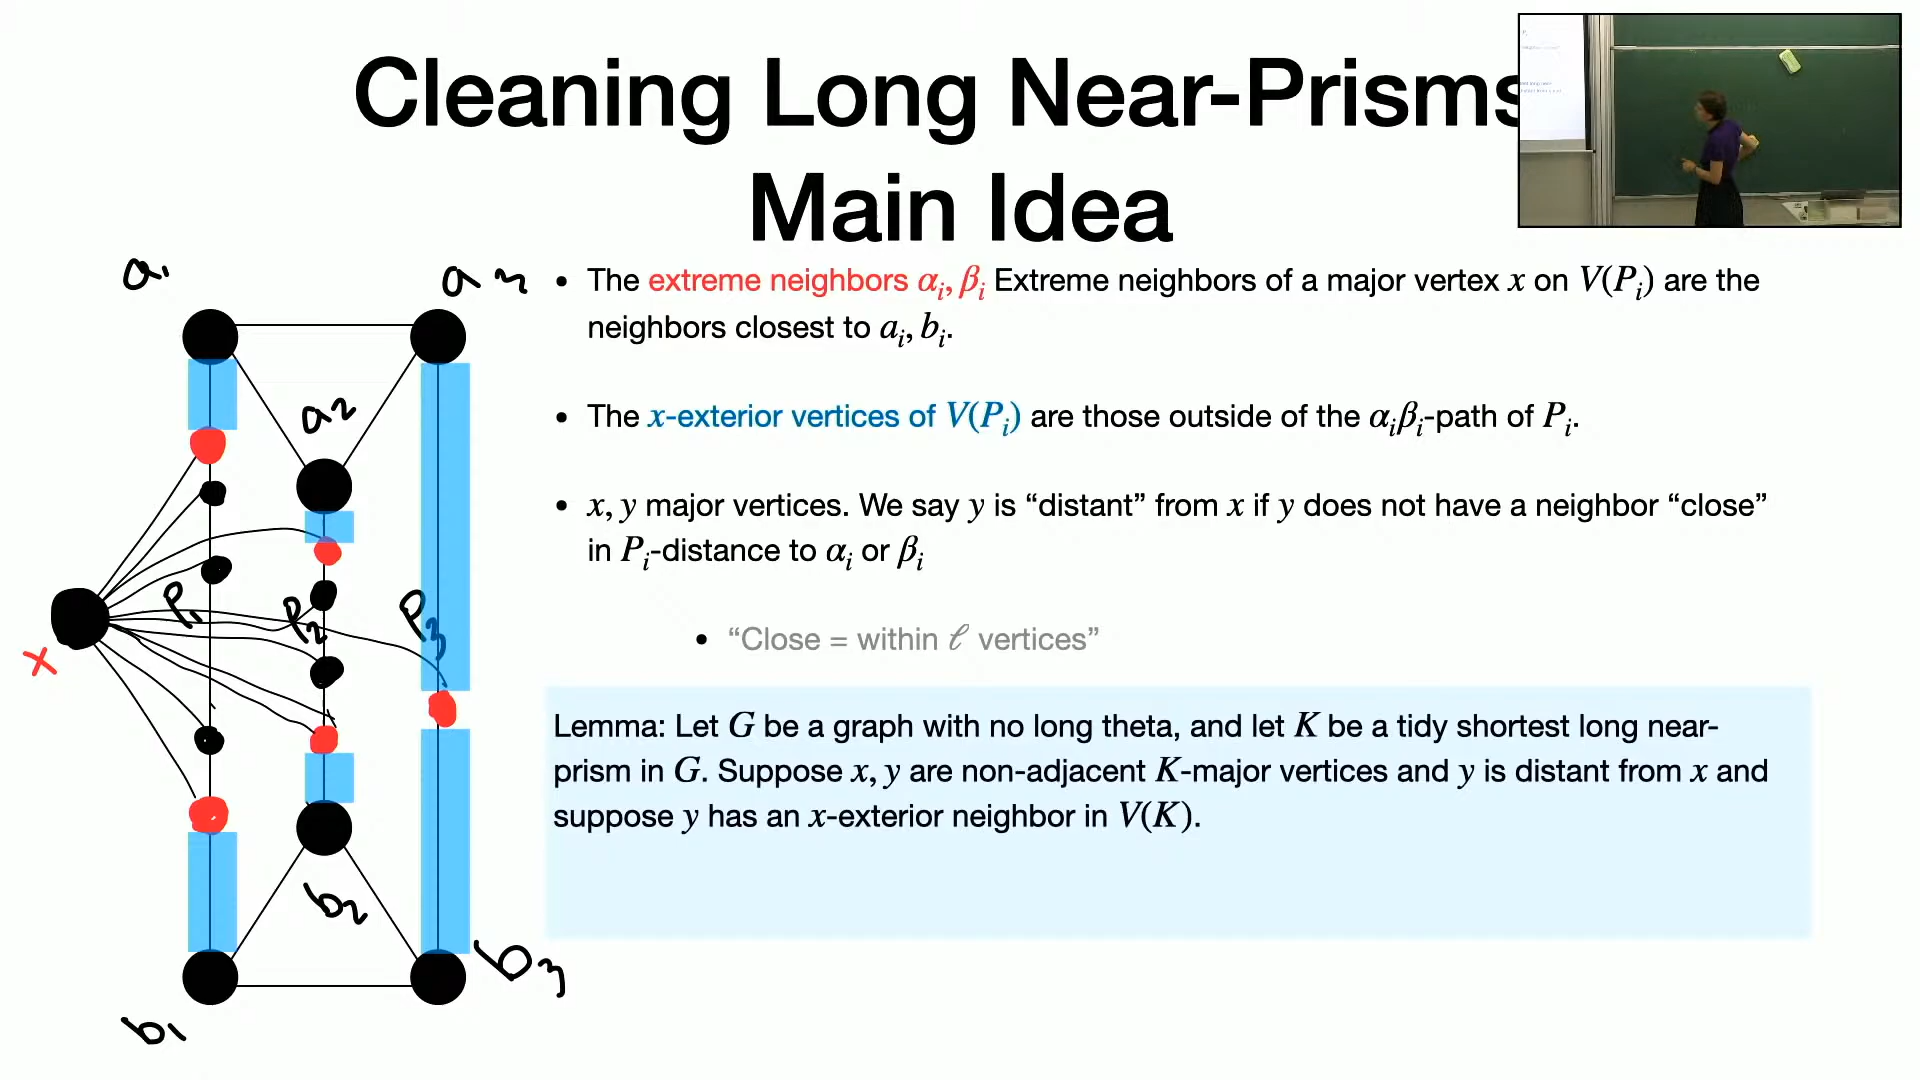 Cleaning Long Near-Prisms
Main Idea
a1
a3
• The extreme neighbors αi, βi Extreme neighbors of a major vertex x on V(Pi) are the
neighbors closest to ai, bi.
a2
• The x-exterior vertices of V(Pi) are those outside of the αiβi-path of Pi.
• x, y major vertices. We say y is “distant” from x if y does not have a neighbor “close”
in Pi-distance to αi or βi
P1
P2
P3
• “Close = within ℓ vertices”
x
Lemma: Let G be a graph with no long theta, and let K be a tidy shortest long near-
prism in G. Suppose x, y are non-adjacent K-major vertices and y is distant from x and
suppose y has an x-exterior neighbor in V(K).
b2
b3
b1